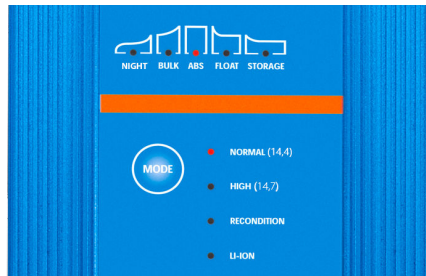 NIGHT BULK ABS FLOAT STORAGE
MODE
NORMAL (14,4)
HIGH (14,7)
RECONDITION
LI-ION